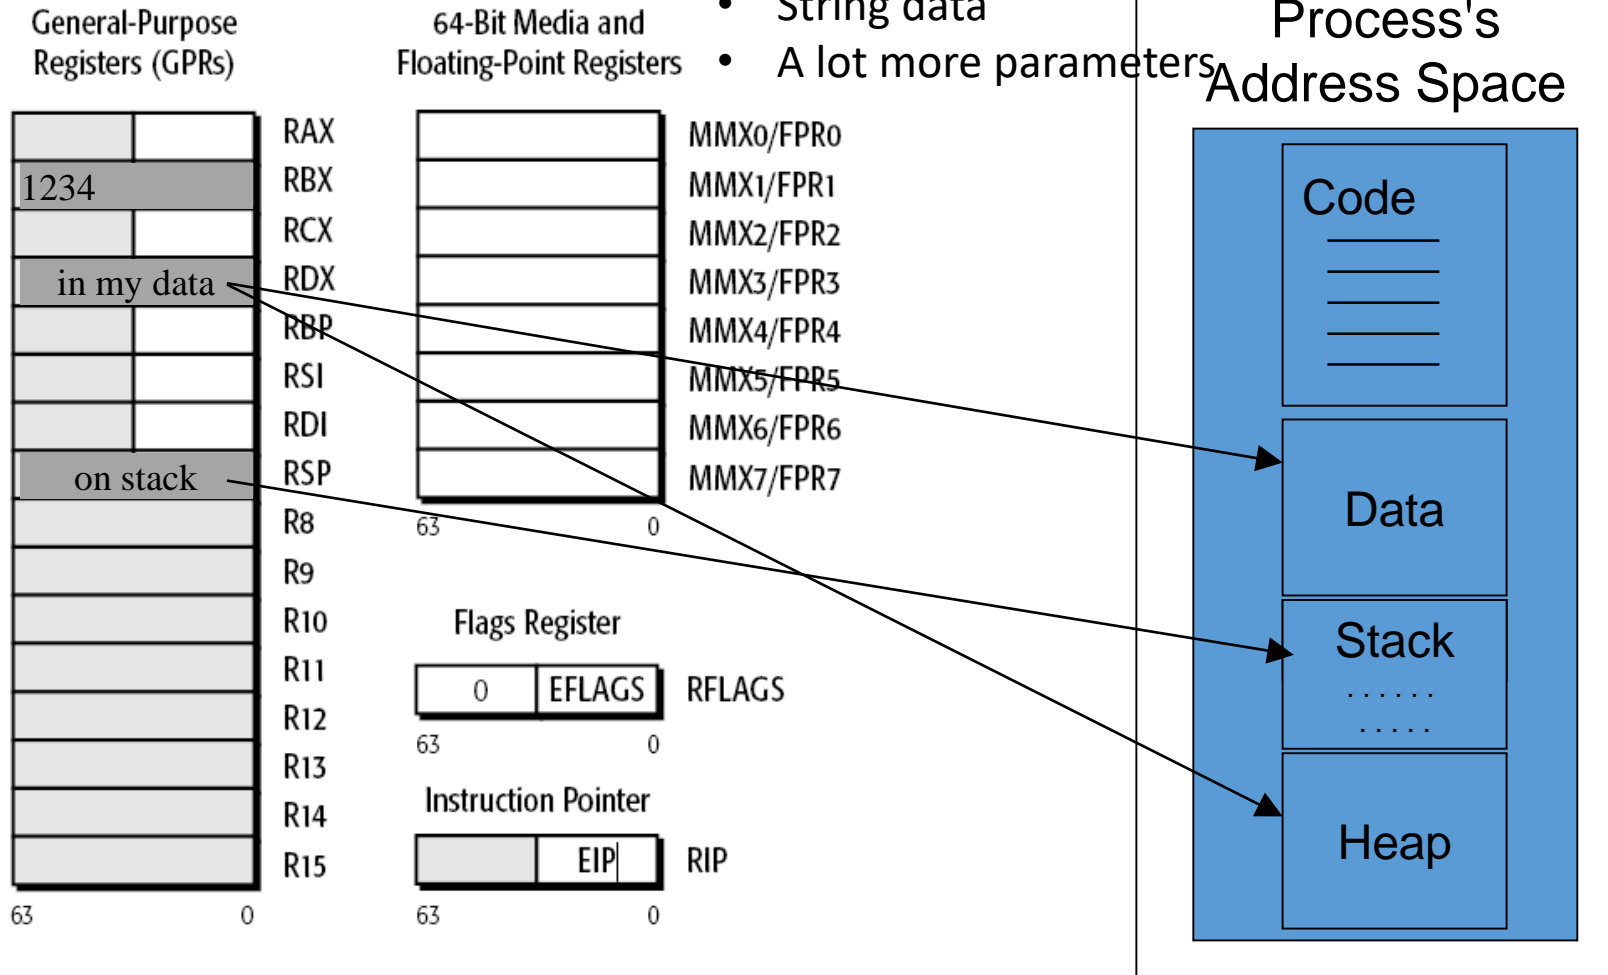 General-Purpose
Registers (GPRs)
64-Bit Media and
Floating-Point Registers
• String data
• A lot more parameters
Process's
Address Space
RAX
1234
RBX
RCX
in my data
RDX
RBP
RSI
RDI
on stack
RSP
R8
R9
R10
R11
R12
R13
R14
R15
63 0
MMX0/FPR0
MMX1/FPR1
MMX2/FPR2
MMX3/FPR3
MMX4/FPR4
MMX5/FPR5
MMX6/FPR6
MMX7/FPR7
63 0
Flags Register
0 EFLAGS RFLAGS
63 0
Instruction Pointer
EIP RIP
63 0
Code
Data
Stack
. . . . . .
. . . . .
Heap